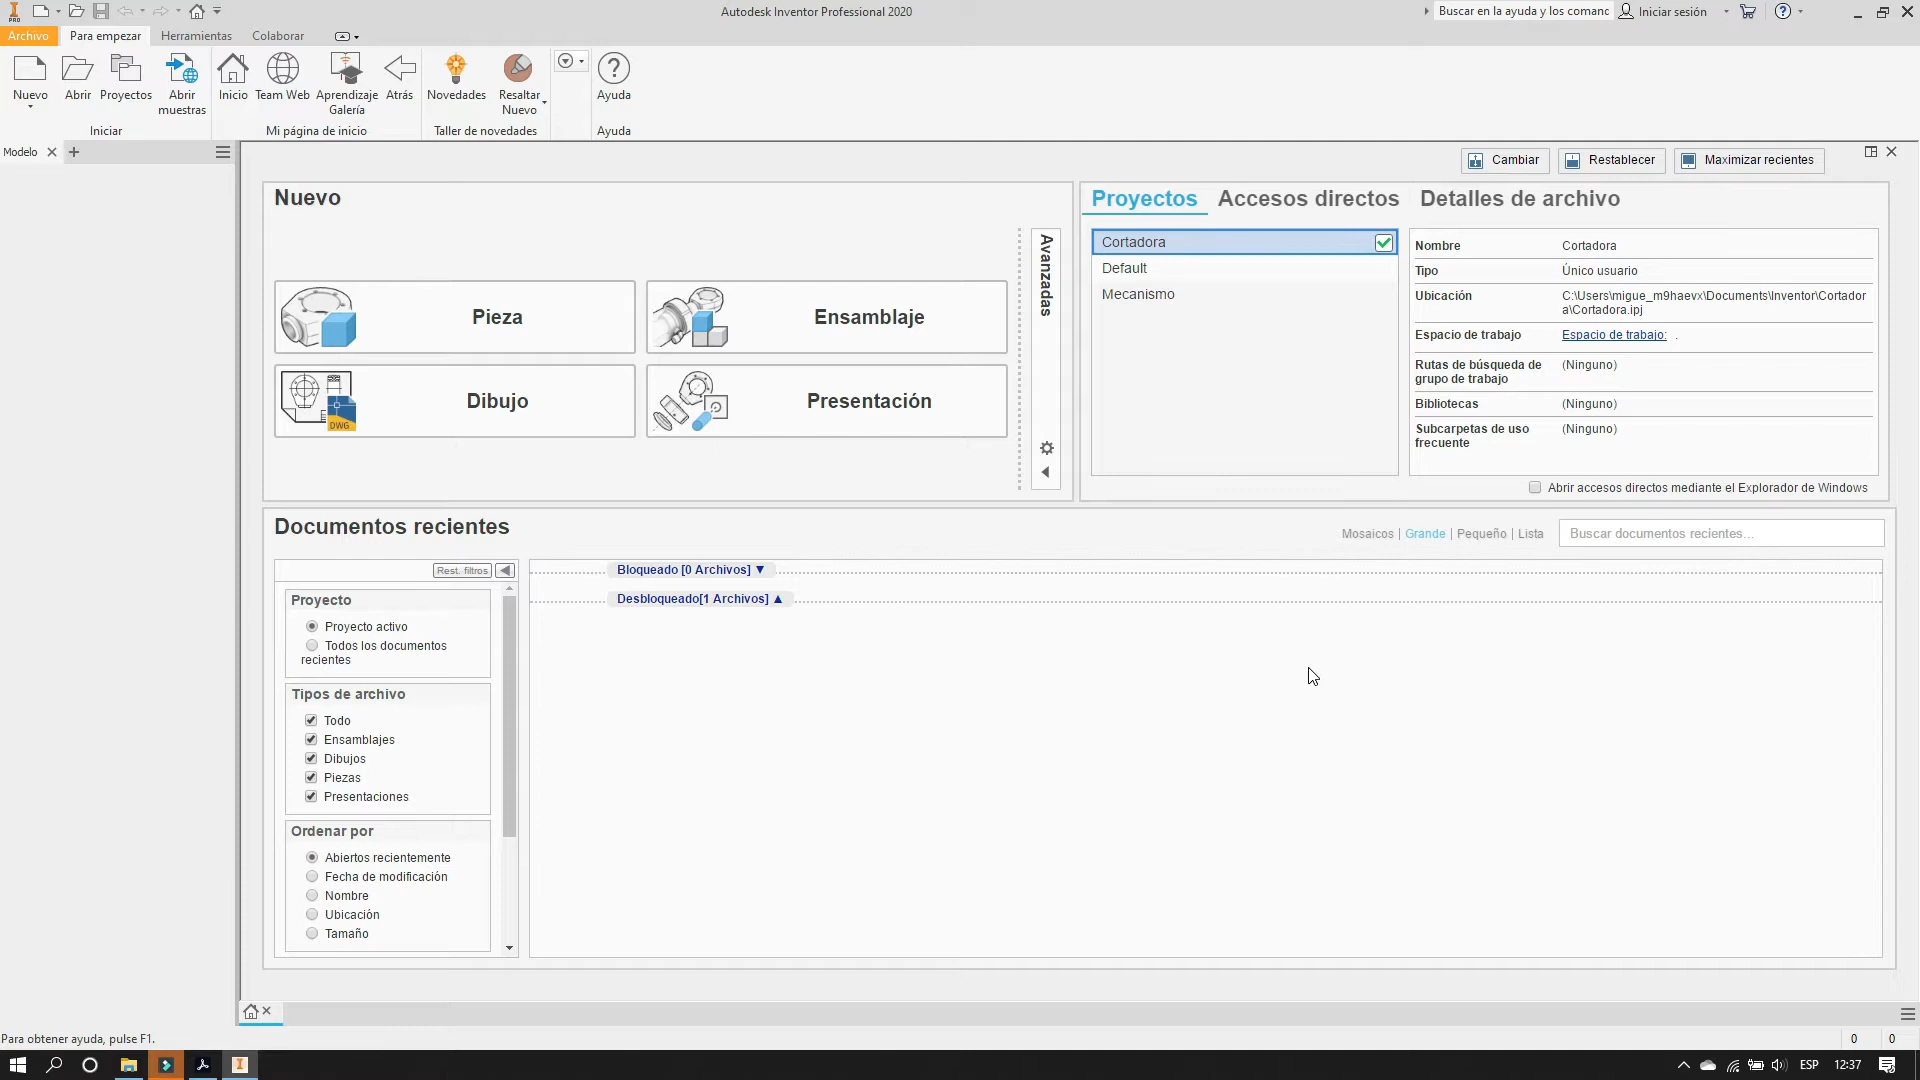 Autodesk Inventor Professional 2020
Buscar en la ayuda y los comanc
Iniciar sesión
PRO
Archivo
Para empezar
Herramientas
Colaborar
Nuevo
Abrir
Proyectos
Abrir muestras
Inicio
Team Web
Aprendizaje Galería
Atrás
Novedades
Resaltar Nuevo
Ayuda
Iniciar
Mi página de inicio
Taller de novedades
Ayuda
Modelo
Cambiar
Restablecer
Maximizar recientes
Nuevo
Pieza
Ensamblaje
Dibujo
DWG
Presentación
Avanzadas
Proyectos
Accesos directos
Detalles de archivo
Cortadora
Default
Mecanismo
Nombre Cortadora
Tipo Único usuario
Ubicación C:\Users\migue_m9haevx\Documents\Inventor\Cortador
a\Cortadora.ipj
Espacio de trabajo Espacio de trabajo: .
Rutas de búsqueda de (Ninguno)
grupo de trabajo
Bibliotecas (Ninguno)
Subcarpetas de uso (Ninguno)
frecuente
Abrir accesos directos mediante el Explorador de Windows
Documentos recientes
Mosaicos | Grande | Pequeño | Lista
Buscar documentos recientes...
Rest. filtros
Proyecto
Proyecto activo
Todos los documentos
recientes
Tipos de archivo
Todo
Ensamblajes
Dibujos
Piezas
Presentaciones
Ordenar por
Abiertos recientemente
Fecha de modificación
Nombre
Ubicación
Tamaño
Bloqueado [0 Archivos] ▼
Desbloqueado[1 Archivos] ▲
Para obtener ayuda, pulse F1.
0 0
ESP
12:37